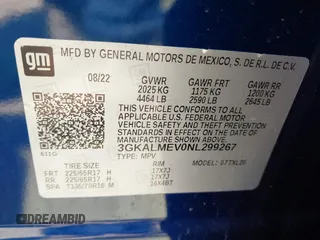 gm
MFD BY GENERAL MOTORS DE MEXICO, S. DE R.L. DE C.V.
08/22 GVWR GAWR FRT GAWR RR
2025 KG 1175 KG 1200 KG
4464 LB 2590 LB 2645 LB
THIS VEHICLE CONFORMS TO ALL
APPLICABLE U.S. FEDERAL MOTOR
VEHICLE SAFETY, BUMPER, AND THEFT
PREVENTION STANDARDS IN EFFECT ON
THE DATE OF MANUFACTURE SHOWN ABOVE.
3GKALMEV0NL299267
TYPE: MPV
TIRE SIZE RIM
FRT 225/65R17 H 17X7J
RR 225/65R17 H 17X7J
SPA T135/70R16 M 16X4BT
DREAMBID